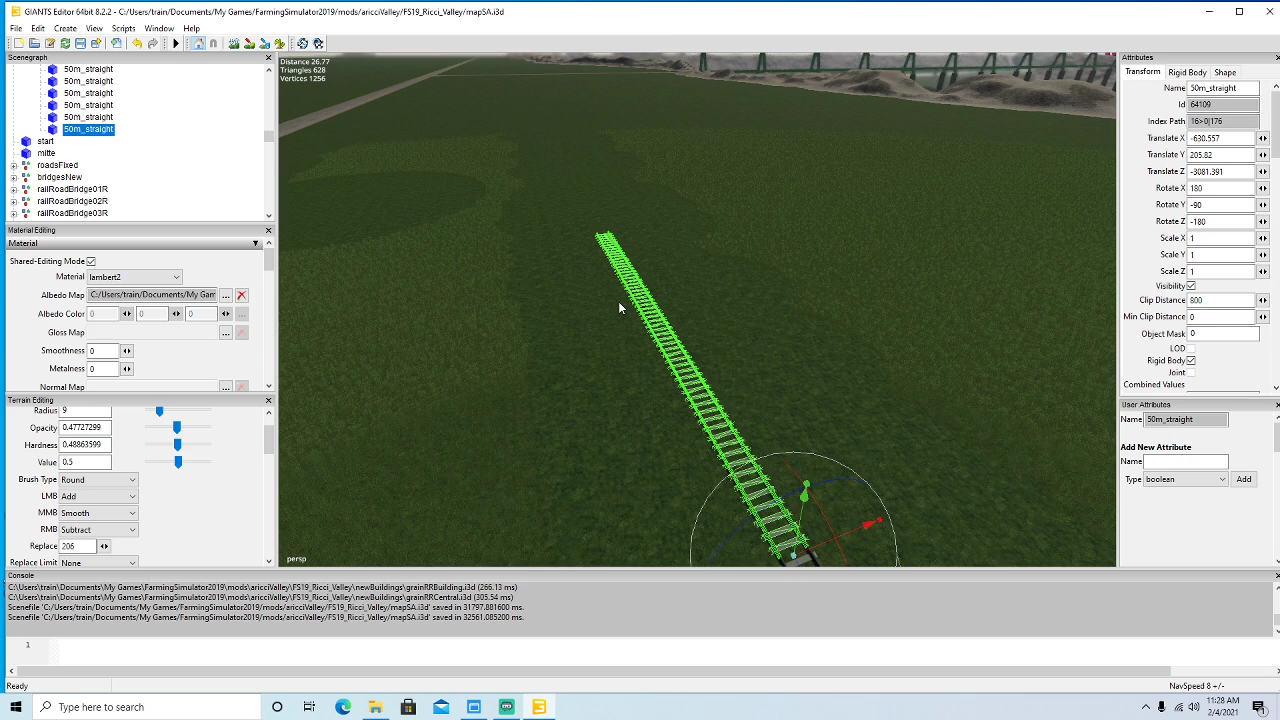 GIANTS Editor 64bit 8.2.2 - C:/Users/train/Documents/My Games/FarmingSimulator2019/mods/aricciValley/FS19_Ricci_Valley/mapSA.i3d
File Edit Create View Scripts Window Help
Scenegraph
50m_straight
50m_straight
50m_straight
50m_straight
50m_straight
50m_straight
start
mitte
roadsFixed
bridgesNew
railRoadBridge01R
railRoadBridge02R
railRoadBridge03R
Material Editing
Material
Shared-Editing Mode
Material lambert2
Albedo Map C:/Users/train/Documents/My Gam ...
Albedo Color 0 0 0 ...
Gloss Map ...
Smoothness 0
Metalness 0
Normal Map ...
Terrain Editing
Radius 9
Opacity 0.47727299
Hardness 0.48863599
Value 0.5
Brush Type Round
LMB Add
MMB Smooth
RMB Subtract
Replace 206
Replace Limit None
Distance 26.77
Triangles 628
Vertices 1256
persp
Attributes
Transform Rigid Body Shape
Name 50m_straight
Id 64109
Index Path 16>0|176
Translate X -630.557
Translate Y 205.82
Translate Z -3081.391
Rotate X 180
Rotate Y -90
Rotate Z -180
Scale X 1
Scale Y 1
Scale Z 1
Visibility
Clip Distance 800
Min Clip Distance 0
Object Mask 0
LOD
Rigid Body
Joint
Combined Values
User Attributes
Name 50m_straight
Add New Attribute
Name
Type boolean Add
Console
C:\Users\train\Documents\My Games\FarmingSimulator2019\mods\aricciValley\FS19_Ricci_Valley\newBuildings\grainRRBuilding.i3d (266.13 ms)
C:\Users\train\Documents\My Games\FarmingSimulator2019\mods\aricciValley\FS19_Ricci_Valley\newBuildings\grainRRCentral.i3d (305.54 ms)
Scenefile 'C:/Users/train/Documents/My Games/FarmingSimulator2019/mods/aricciValley/FS19_Ricci_Valley/mapSA.i3d' saved in 31797.881600 ms.
Scenefile 'C:/Users/train/Documents/My Games/FarmingSimulator2019/mods/aricciValley/FS19_Ricci_Valley/mapSA.i3d' saved in 32561.085200 ms.
1
Ready NavSpeed 8 +/-
Type here to search
11:28 AM
2/4/2021